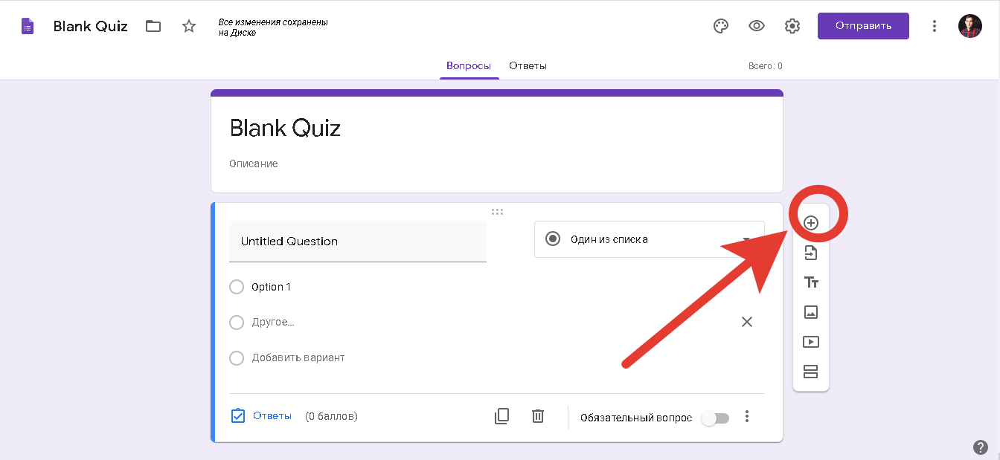 Blank Quiz
Все изменения сохранены
на Диске
Отправить
Вопросы
Ответы
Всего: 0
Blank Quiz
Описание
Untitled Question
Один из списка
Option 1
Другое...
Добавить вариант
Ответы (0 баллов)
Обязательный вопрос